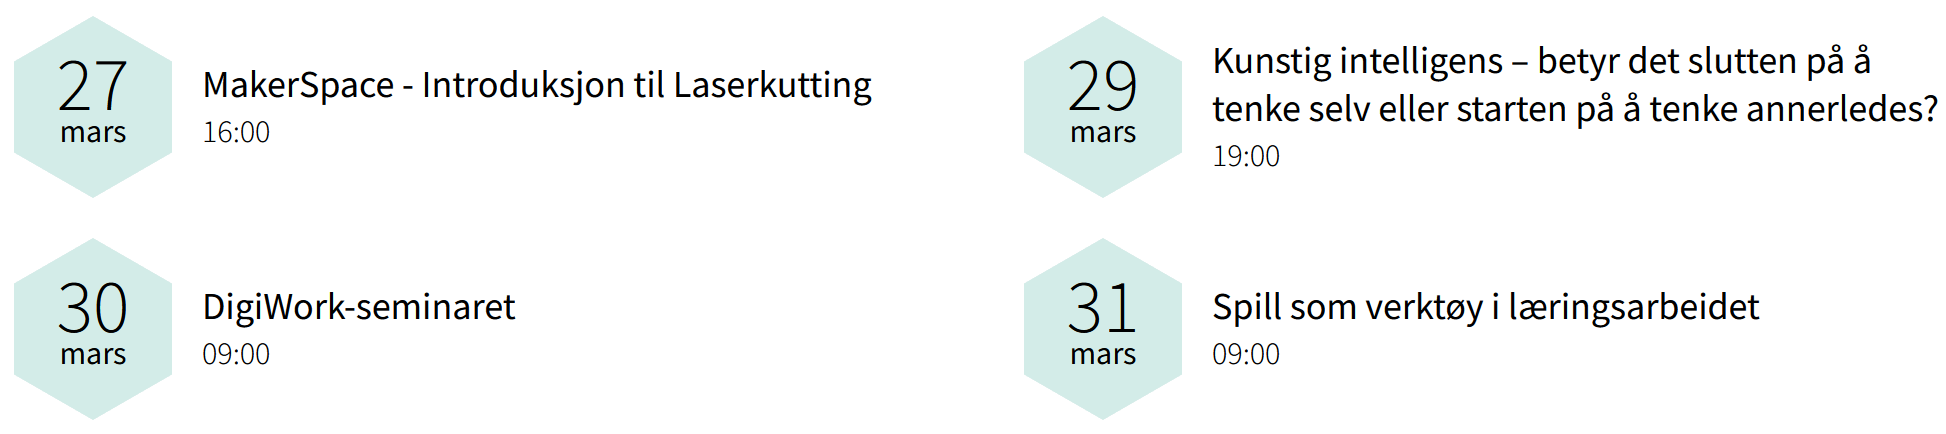 27
mars
MakerSpace - Introduksjon til Laserkutting
16:00
29
mars
Kunstig intelligens – betyr det slutten på å
tenke selv eller starten på å tenke annerledes?
19:00
30
mars
DigiWork-seminaret
09:00
31
mars
Spill som verktøy i læringsarbeidet
09:00